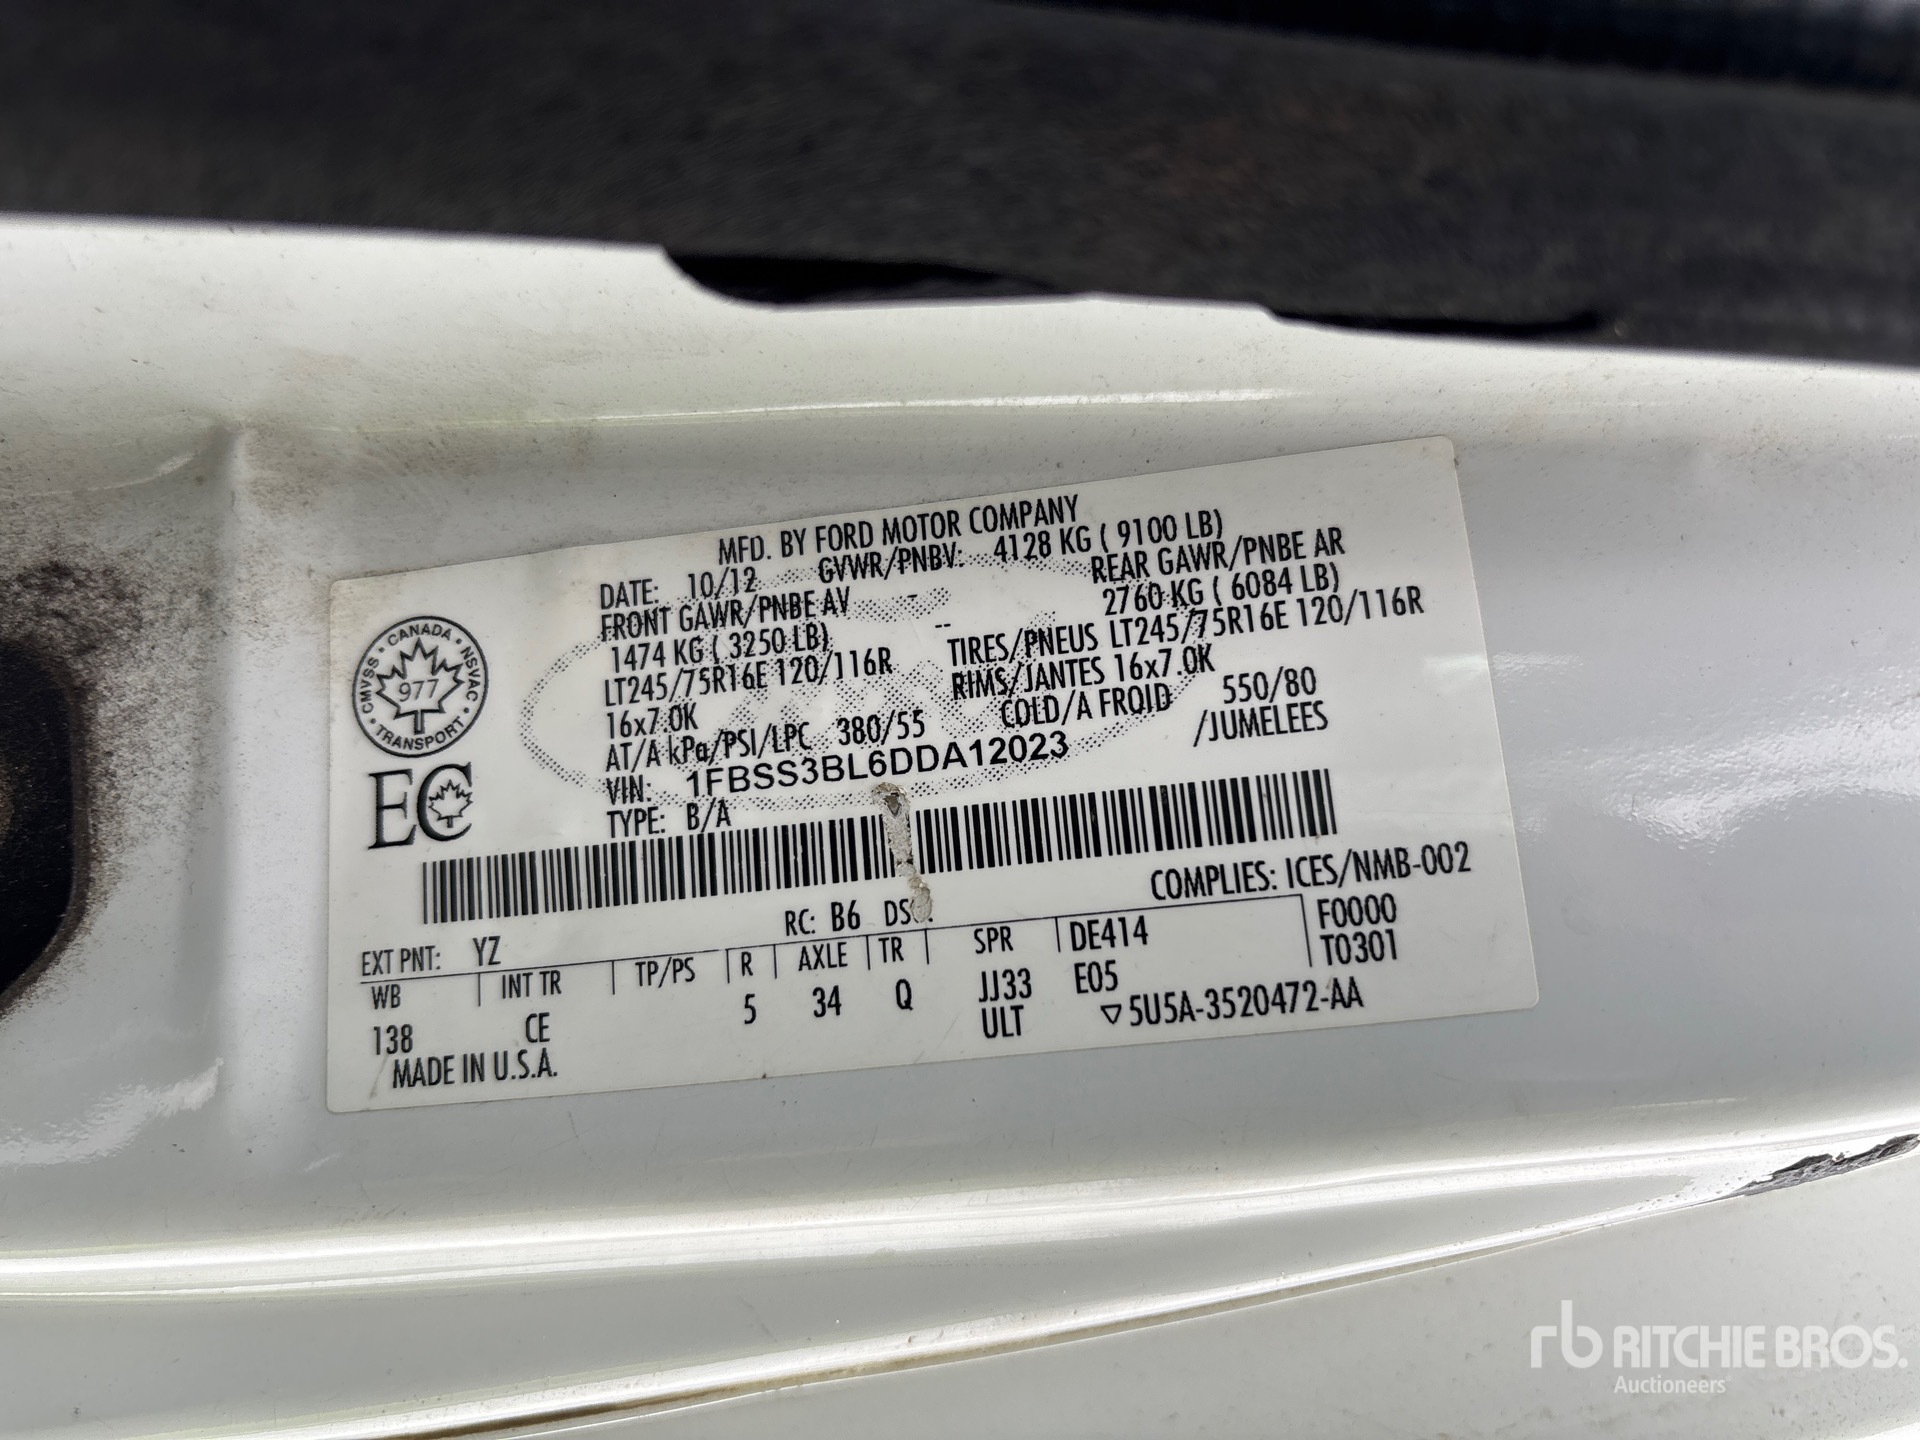 MFD. BY FORD MOTOR COMPANY
DATE: 10/12 GVWR/PNBV: 4128 KG ( 9100 LB)
FRONT GAWR/PNBE AV - REAR GAWR/PNBE AR
1474 KG ( 3250 LB) -- 2760 KG ( 6084 LB)
LT245/75R16E 120/116R TIRES/PNEUS LT245/75R16E 120/116R
16x7.0K RIMS/JANTES 16x7.0K
AT/A kPa/PSI/LPC 380/55 COLD/A FROID 550/80
VIN: 1FBSS3BL6DDA12023 /JUMELEES
TYPE: B/A
CANADA
CMVSS NSVAC
977
TRANSPORT
EC
COMPLIES: ICES/NMB-002
EXT PNT: YZ RC: B6
WB INT TR TP/PS R AXLE TR SPR DE414 F0000
138 CE 5 34 Q JJ33 E05 T0301
ULT 5U5A-3520472-AA
MADE IN U.S.A.
rb RITCHIE BROS.
Auctioneers